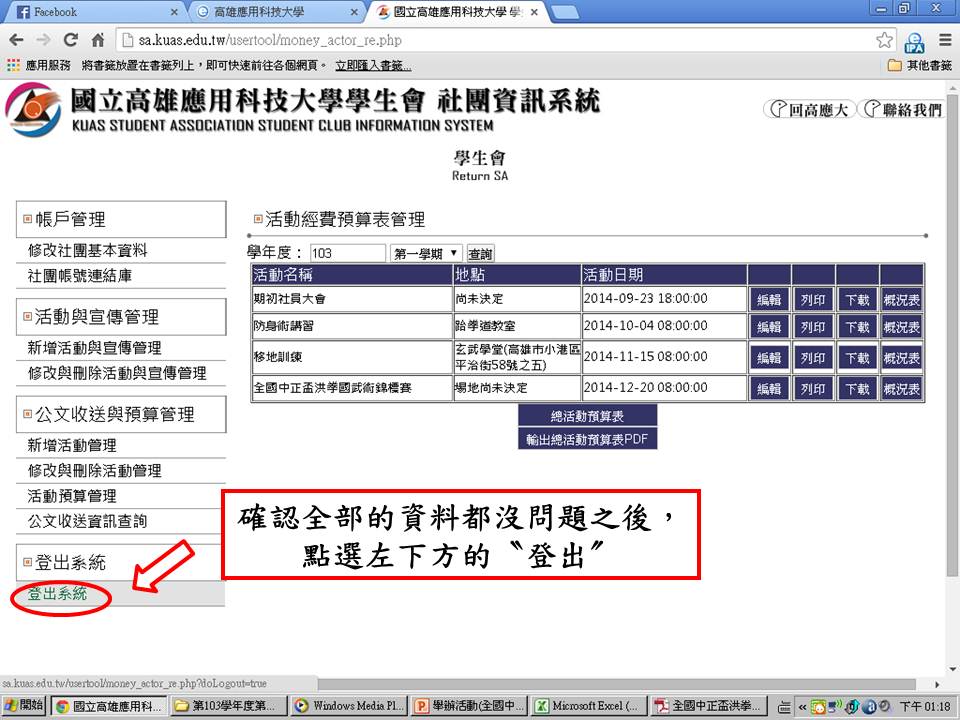 Facebook
高雄應用科技大學
國立高雄應用科技大學 學
sa.kuas.edu.tw/usertool/money_actor_re.php
應用服務 將書籤放置在書籤列上，即可快速前往各個網頁。 立即匯入書籤... 其他書籤
國立高雄應用科技大學學生會 社團資訊系統
KUAS STUDENT ASSOCIATION STUDENT CLUB INFORMATION SYSTEM
回高應大 聯絡我們
學生會
Return SA
帳戶管理
修改社團基本資料
社團帳號連結庫
活動與宣傳管理
新增活動與宣傳管理
修改與刪除活動與宣傳管理
公文收送與預算管理
新增活動管理
修改與刪除活動管理
活動預算管理
公文收送資訊查詢
登出系統
登出系統
活動經費預算表管理
學年度： 103 第一學期 ▼ 查詢
活動名稱 地點 活動日期
期初社員大會 尚未決定 2014-09-23 18:00:00 編輯 列印 下載 概況表
防身術講習 跆拳道教室 2014-10-04 08:00:00 編輯 列印 下載 概況表
移地訓練 玄武學堂(高雄市小港區平治街58號之五) 2014-11-15 08:00:00 編輯 列印 下載 概況表
全國中正盃洪拳國武術錦標賽 場地尚未決定 2014-12-20 08:00:00 編輯 列印 下載 概況表
總活動預算表
輸出總活動預算表PDF
確認全部的資料都沒問題之後，
點選左下方的〝登出〞
sa.kuas.edu.tw/usertool/money_actor_re.php?doLogout=true
開始 國立高雄應用科... 第103學年度第... Windows Media Pl... 舉辦活動(全國中... Microsoft Excel (... 全國中正盃洪拳... 下午 01:18